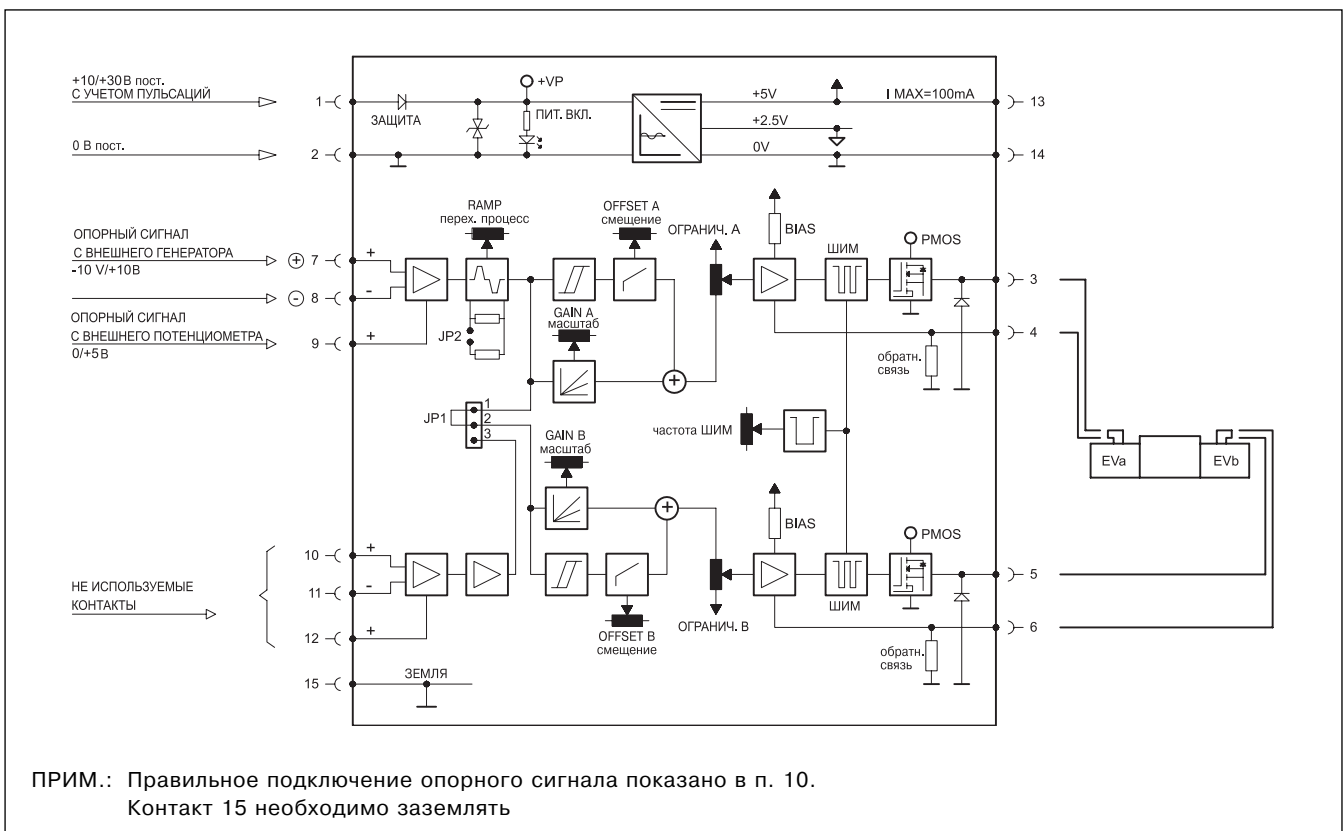 +10/+30В пост.
С УЧЕТОМ ПУЛЬСАЦИЙ
1
ЗАЩИТА
+VP
ПИТ. ВКЛ.
+5V
I MAX=100mA
13
+2.5V
0 В пост.
2
0V
14
RAMP
перех. процесс
OFFSET A
смещение
ОГРАНИЧ. А
BIAS
ШИМ
PMOS
ОПОРНЫЙ СИГНАЛ
С ВНЕШНЕГО ГЕНЕРАТОРА
-10 V/+10В
+ 7 +
- 8 -
3
ОПОРНЫЙ СИГНАЛ
С ВНЕШНЕГО ПОТЕНЦИОМЕТРА
0/+5В
9 +
JP2
GAIN A
масштаб
+
4
обратн.
связь
JP1
1
2
3
GAIN B
масштаб
частота ШИМ
EVa
EVb
+
BIAS
PMOS
НЕ ИСПОЛЬЗУЕМЫЕ
КОНТАКТЫ
10 +
11 -
12 +
OFFSET B
смещение
ОГРАНИЧ. В
ШИМ
5
6
обратн.
связь
15
ЗЕМЛЯ
ПРИМ.: Правильное подключение опорного сигнала показано в п. 10.
Контакт 15 необходимо заземлять